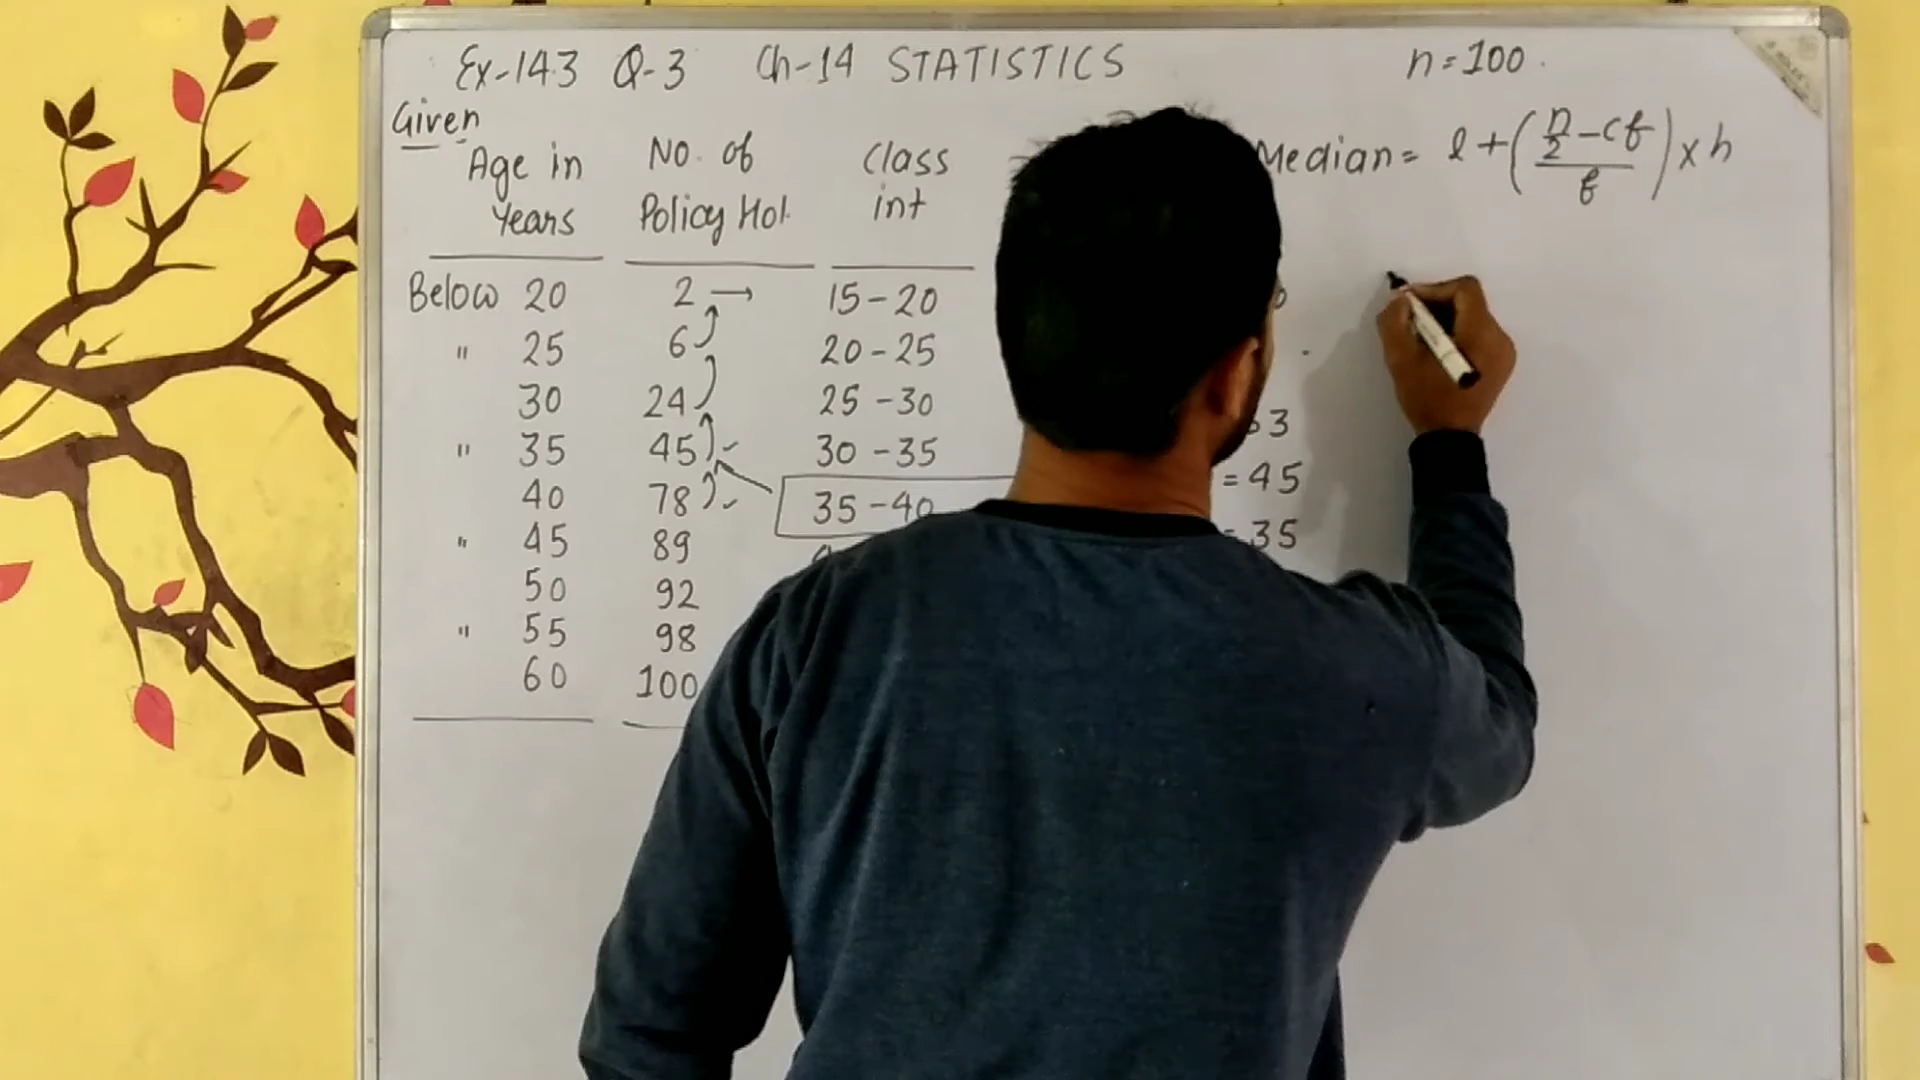 Ex-14.3 Q-3 Ch-14 STATISTICS
n=100
Given
Age in Years
No. of Policy Hol.
Class int
Below 20 2 → 15-20
" 25 6 20-25
30 24 25-30
" 35 45 30-35
40 78 35-40
" 45 89
50 92
" 55 98
60 100
Median = l+(n/2-cf/f)×h
3
=45
=35